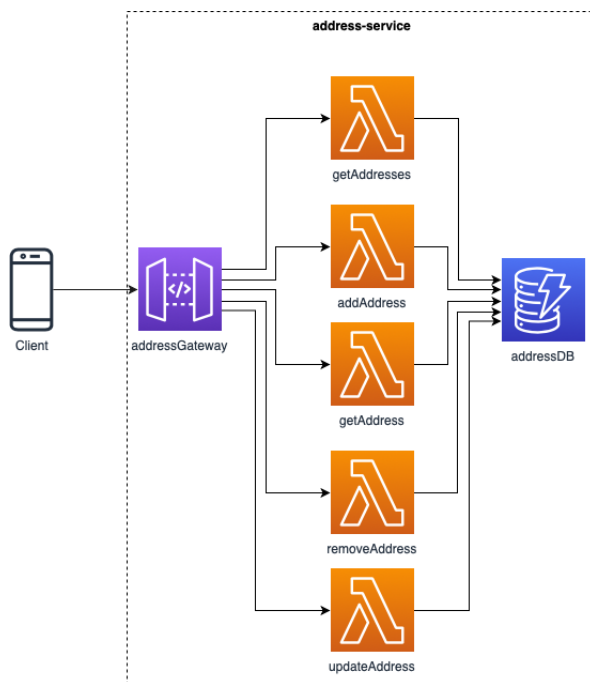 address-service
getAddresses
addAddress
Client
addressGateway
addressDB
getAddress
removeAddress
updateAddress